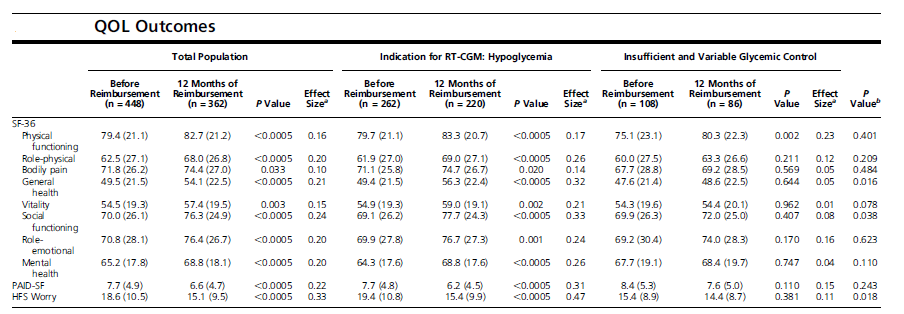 QOL Outcomes
Total Population Indication for RT-CGM: Hypoglycemia Insufficient and Variable Glycemic Control
Before Reimbursement (n = 448) 12 Months of Reimbursement (n = 362) P Value Effect Sizeᵃ Before Reimbursement (n = 262) 12 Months of Reimbursement (n = 220) P Value Effect Sizeᵃ Before Reimbursement (n = 108) 12 Months of Reimbursement (n = 86) P Value Effect Sizeᵃ P Valueᵇ
SF-36
Physical functioning 79.4 (21.1) 82.7 (21.2) <0.0005 0.16 79.7 (21.1) 83.3 (20.7) <0.0005 0.17 75.1 (23.1) 80.3 (22.3) 0.002 0.23 0.401
Role-physical 62.5 (27.1) 68.0 (26.8) <0.0005 0.20 61.9 (27.0) 69.0 (27.1) <0.0005 0.26 60.0 (27.5) 63.3 (26.6) 0.211 0.12 0.209
Bodily pain 71.8 (26.2) 74.4 (27.0) 0.033 0.10 71.1 (25.8) 74.7 (26.7) 0.020 0.14 67.7 (28.8) 69.2 (28.5) 0.569 0.05 0.484
General health 49.5 (21.5) 54.1 (22.5) <0.0005 0.21 49.4 (21.5) 56.3 (22.4) <0.0005 0.32 47.6 (21.4) 48.6 (22.5) 0.644 0.05 0.016
Vitality 54.5 (19.3) 57.4 (19.5) 0.003 0.15 54.9 (19.3) 59.0 (19.1) 0.002 0.21 54.3 (19.6) 54.4 (20.1) 0.962 0.01 0.078
Social functioning 70.0 (26.1) 76.3 (24.9) <0.0005 0.24 69.1 (26.2) 77.7 (24.3) <0.0005 0.33 69.9 (26.3) 72.0 (25.0) 0.407 0.08 0.038
Role-emotional 70.8 (28.1) 76.4 (26.7) <0.0005 0.20 69.9 (27.8) 76.7 (27.3) 0.001 0.24 69.2 (30.4) 74.0 (28.3) 0.170 0.16 0.623
Mental health 65.2 (17.8) 68.8 (18.1) <0.0005 0.20 64.3 (17.6) 68.8 (17.6) <0.0005 0.26 67.7 (19.1) 68.4 (19.7) 0.747 0.04 0.110
PAID-SF 7.7 (4.9) 6.6 (4.7) <0.0005 0.22 7.7 (4.8) 6.2 (4.5) <0.0005 0.31 8.4 (5.3) 7.6 (5.0) 0.110 0.15 0.243
HFS Worry 18.6 (10.5) 15.1 (9.5) <0.0005 0.33 19.4 (10.8) 15.4 (9.9) <0.0005 0.47 15.4 (8.9) 14.4 (8.7) 0.381 0.11 0.018